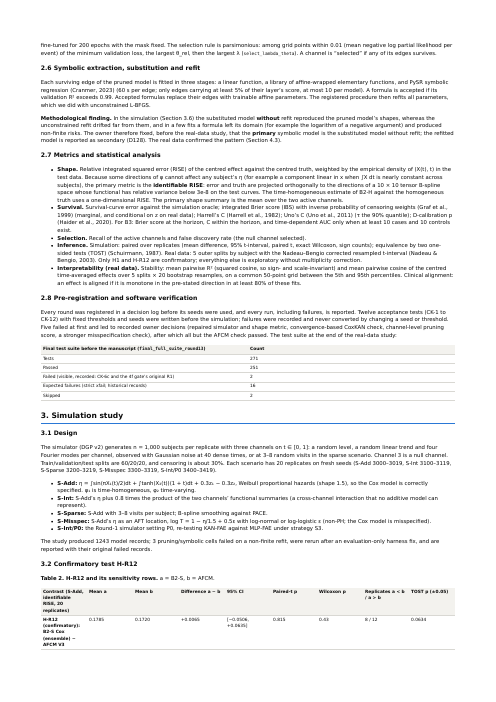 fine-tuned for 200 epochs with the mask fixed. The selection rule is parsimonious: among grid points within 0.01 (mean negative log partial likelihood per
event) of the minimum validation loss, the largest θ_rel, then the largest λ (select_lambda_theta). A channel is "selected" if any of its edges survives.
2.6 Symbolic extraction, substitution and refit
Each surviving edge of the pruned model is fitted in three stages: a linear function, a library of affine-wrapped elementary functions, and PySR symbolic
regression (Cranmer, 2023) (60 s per edge; only edges carrying at least 5% of their layer's score, at most 10 per model). A formula is accepted if its
validation R² exceeds 0.99. Accepted formulas replace their edges with trainable affine parameters. The registered procedure then refits all parameters,
which we did with unconstrained L-BFGS.
Methodological finding. In the simulation (Section 3.6) the substituted model without refit reproduced the pruned model's shapes, whereas the
unconstrained refit drifted far from them, and in a few fits a formula left its domain (for example the logarithm of a negative argument) and produced
non-finite risks. The owner therefore fixed, before the real-data study, that the primary symbolic model is the substituted model without refit; the refitted
model is reported as secondary (D128). The real data confirmed the pattern (Section 4.3).
2.7 Metrics and statistical analysis
• Shape. Relative integrated squared error (RISE) of the centred effect against the centred truth, weighted by the empirical density of (X(t), t) in the
test data. Because some directions of a cannot affect any subject's η (for example a component linear in x when ∫X dt is nearly constant across
subjects), the primary metric is the identifiable RISE: error and truth are projected orthogonally to the directions of a 10 × 10 tensor B-spline
space whose functional has relative variance below 3e-8 on the test curves. The time-homogeneous estimate of B2-H against the homogeneous
truth uses a one-dimensional RISE. The primary shape summary is the mean over the two active channels.
• Survival. Survival-curve error against the simulation oracle; integrated Brier score (IBS) with inverse probability of censoring weights (Graf et al.,
1999) (marginal, and conditional on z on real data); Harrell's C (Harrell et al., 1982); Uno's C (Uno et al., 2011) (τ the 90% quantile); D-calibration p
(Haider et al., 2020). For B3: Brier score at the horizon, C within the horizon, and time-dependent AUC only when at least 10 cases and 10 controls
exist.
• Selection. Recall of the active channels and false discovery rate (the null channel selected).
• Inference. Simulation: paired over replicates (mean difference, 95% t-interval, paired t, exact Wilcoxon, sign counts); equivalence by two one-
sided tests (TOST) (Schuirmann, 1987). Real data: 5 outer splits by subject with the Nadeau-Bengio corrected resampled t-interval (Nadeau &
Bengio, 2003). Only H1 and H-R12 are confirmatory; everything else is exploratory without multiplicity correction.
• Interpretability (real data). Stability: mean pairwise R² (squared cosine, so sign- and scale-invariant) and mean pairwise cosine of the centred
time-averaged effects over 5 splits × 20 bootstrap resamples, on a common 50-point grid between the 5th and 95th percentiles. Clinical alignment:
an effect is aligned if it is monotone in the pre-stated direction in at least 80% of these fits.
2.8 Pre-registration and software verification
Every round was registered in a decision log before its seeds were used, and every run, including failures, is reported. Twelve acceptance tests (CK-1 to
CK-12) with fixed thresholds and seeds were written before the simulation; failures were recorded and never converted by changing a seed or threshold.
Five failed at first and led to recorded owner decisions (repaired simulator and shape metric, convergence-based CoxKAN check, channel-level pruning
score, a stronger misspecification check), after which all but the AFCM check passed. The test suite at the end of the real-data study:
Final test suite before the manuscript (final_full_suite_round12) Count
Tests 271
Passed 251
Failed (visible, recorded: 2
Expected failures (strict xfail; historical records) 16
Skipped 2
3. Simulation study
3.1 Design
The simulator (DGP v2) generates n = 1,000 subjects per replicate with three channels on t ∈ [0, 1]: a random level, a random linear trend and four
Fourier modes per channel, observed with Gaussian noise at 40 dense times, or at 3–8 random visits in the sparse scenario. Channel 3 is a null channel.
Train/validation/test splits are 60/20/20, and censoring is about 30%. Each scenario has 20 replicates on fresh seeds (S-Add 3000–3019, S-Int 3100–3119,
S-Sparse 3200–3219, S-Misspec 3300–3319, S-Int/P0 3400–3419).
• S-Add: η = ∫sin(πX₁(t)/2)dt + ∫tanh(X₂(t))(1 + t)dt + 0.3z₁ − 0.3z₂, Weibull proportional hazards (shape 1.5), so the Cox model is correctly
specified. φ₁ is time-homogeneous, φ₂ time-varying.
• S-Int: S-Add's η plus 0.8 times the product of the two channels' functional summaries (a cross-channel interaction that no additive model can
represent).
• S-Sparse: S-Add with 3–8 visits per subject; B-spline smoothing against PACE.
• S-Misspec: S-Add's η as an AFT location, log T = 1 − η/1.5 + 0.5ε with log-normal or log-logistic ε (non-PH; the Cox model is misspecified).
• S-Int/P0: the Round-1 simulator setting P0, re-testing KAN-FAE against MLP-FAE under strategy S3.
The study produced 1243 model records; 3 pruning/symbolic cells failed on a non-finite refit, were rerun after an evaluation-only harness fix, and are
reported with their original failed records.
3.2 Confirmatory test H-R12
Table 2. H-R12 and its sensitivity rows. a = B2-S, b = AFCM.
Contrast (S-Add, identifiable RISE, 20 replicates) Mean a Mean b Difference a − b 95% CI Paired-t p Wilcoxon p Replicates a < b / a > b TOST p (±0.05)
H-R12 (confirmatory): B2-S Cox (ensemble) − AFCM V3 0.1785 0.1720 +0.0065 [−0.0506, +0.0635] 0.815 0.43 8 / 12 0.0634